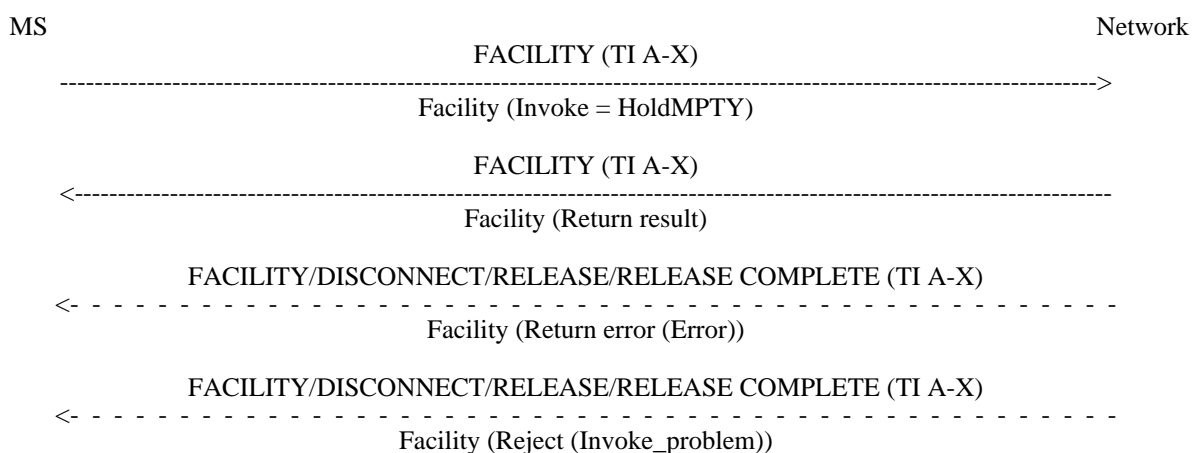 MS Network
FACILITY (TI A-X)
Facility (Invoke = HoldMPTY)
FACILITY (TI A-X)
Facility (Return result)
FACILITY/DISCONNECT/RELEASE/RELEASE COMPLETE (TI A-X)
Facility (Return error (Error))
FACILITY/DISCONNECT/RELEASE/RELEASE COMPLETE (TI A-X)
Facility (Reject (Invoke_problem))